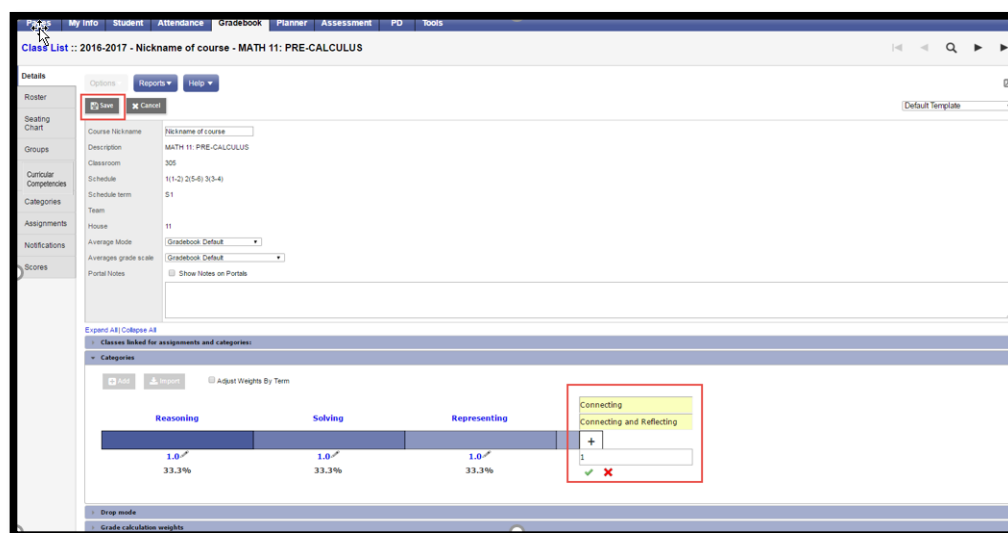 Pages My Info Student Attendance Gradebook Planner Assessment PD Tools
Class List :: 2016-2017 - Nickname of course - MATH 11: PRE-CALCULUS
Details
Roster
Seating
Chart
Groups
Curricular
Competencies
Categories
Assignments
Notifications
Scores
Options Reports Help
Save Cancel
Default Template
Course Nickname Nickname of course
Description MATH 11: PRE-CALCULUS
Classroom 305
Schedule 1(1-2) 2(5-6) 3(3-4)
Schedule term S1
Team
House 11
Average Mode Gradebook Default
Averages grade scale Gradebook Default
Portal Notes Show Notes on Portals
Expand All| Collapse All
Classes linked for assignments and categories:
Categories
Add Import Adjust Weights By Term
Connecting
Reasoning Solving Representing Connecting and Reflecting
+
1.0 1.0 1.0 1
33.3% 33.3% 33.3%
Drop mode
Grade calculation weights